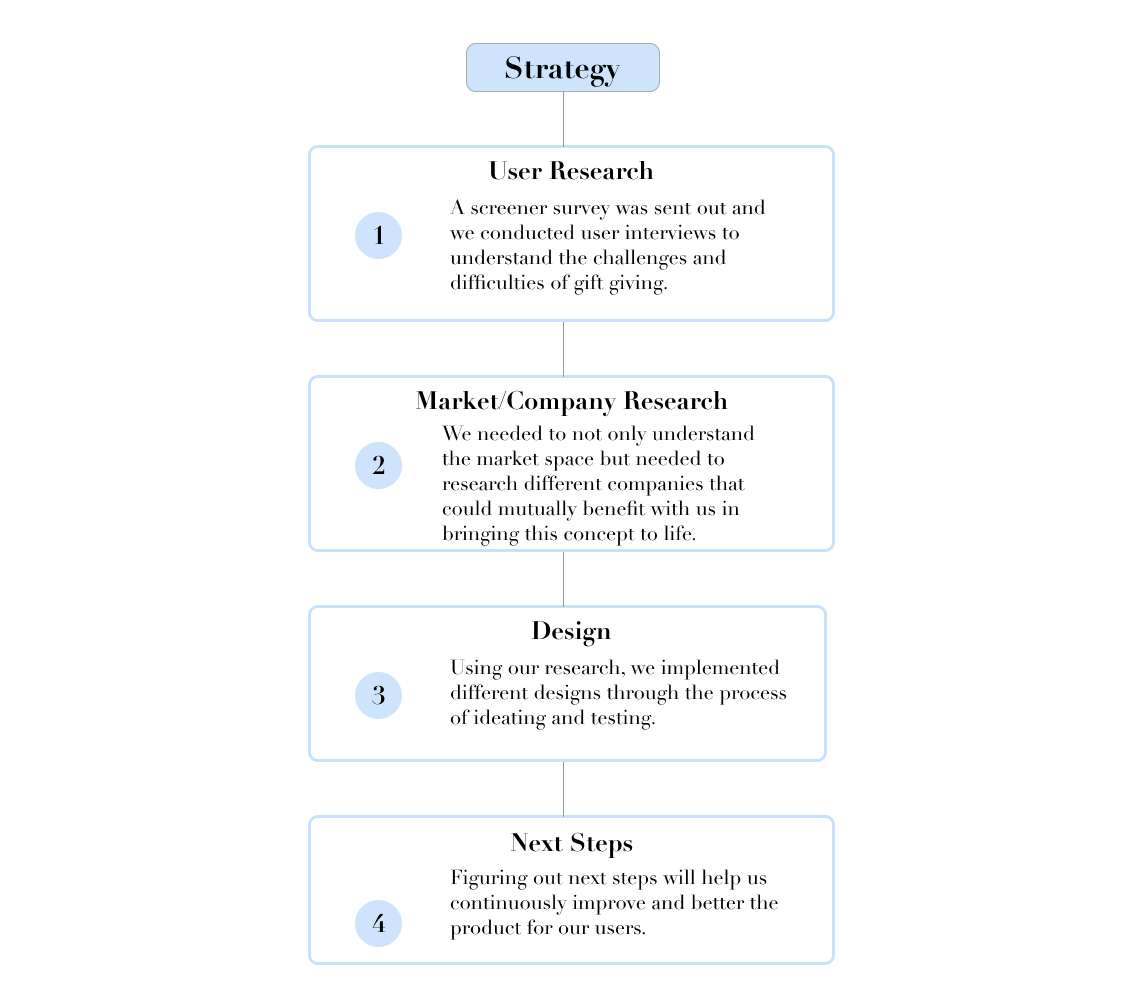 Strategy
User Research
1
A screener survey was sent out and
we conducted user interviews to
understand the challenges and
difficulties of gift giving.
Market/Company Research
2
We needed to not only understand
the market space but needed to
research different companies that
could mutually benefit with us in
bringing this concept to life.
Design
3
Using our research, we implemented
different designs through the process
of ideating and testing.
Next Steps
4
Figuring out next steps will help us
continuously improve and better the
product for our users.